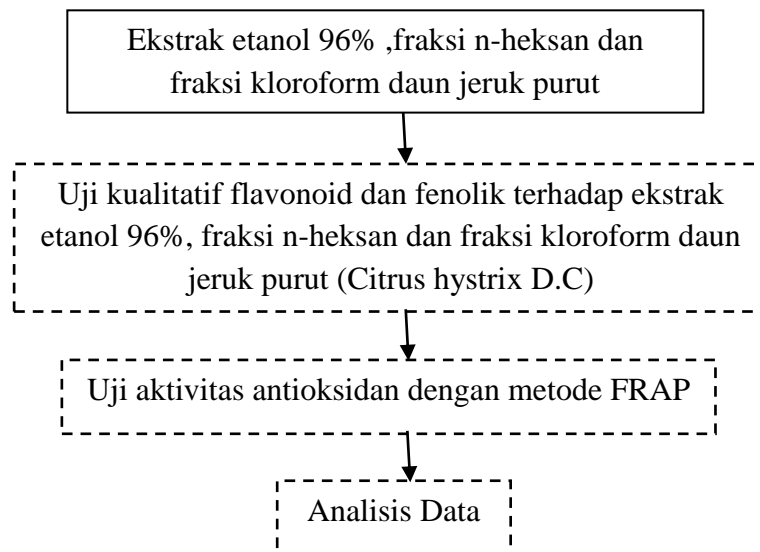 Ekstrak etanol 96% ,fraksi n-heksan dan
fraksi kloroform daun jeruk purut
Uji kualitatif flavonoid dan fenolik terhadap ekstrak
etanol 96%, fraksi n-heksan dan fraksi kloroform daun
jeruk purut (Citrus hystrix D.C)
Uji aktivitas antioksidan dengan metode FRAP
Analisis Data